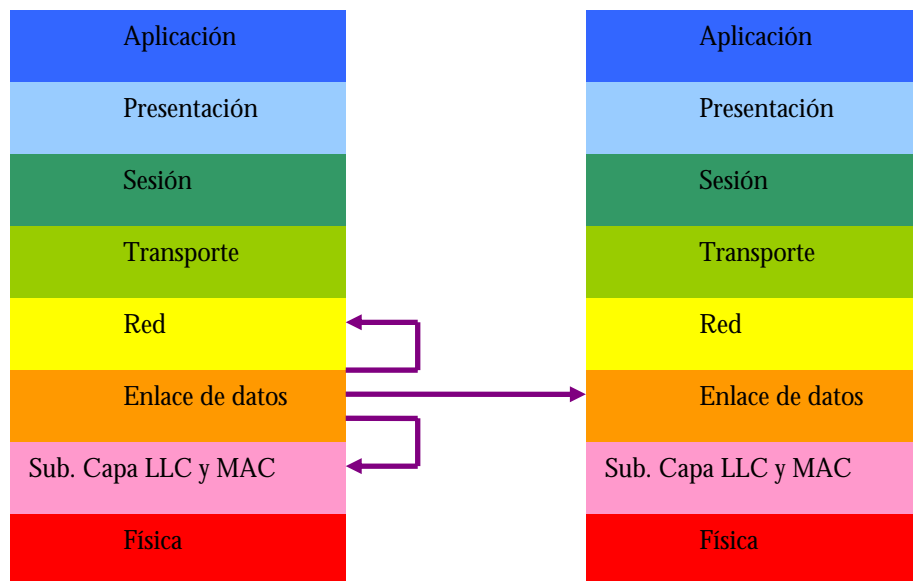 Aplicación
Presentación
Sesión
Transporte
Red
Enlace de datos
Sub. Capa LLC y MAC
Física
Aplicación
Presentación
Sesión
Transporte
Red
Enlace de datos
Sub. Capa LLC y MAC
Física